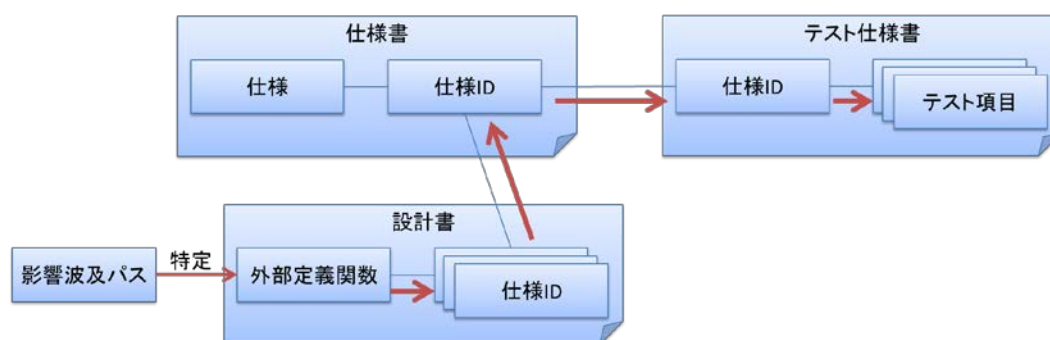 仕様書
仕様
仕様ID
テスト仕様書
仕様ID
テスト項目
設計書
影響波及パス
特定
外部定義関数
仕様ID